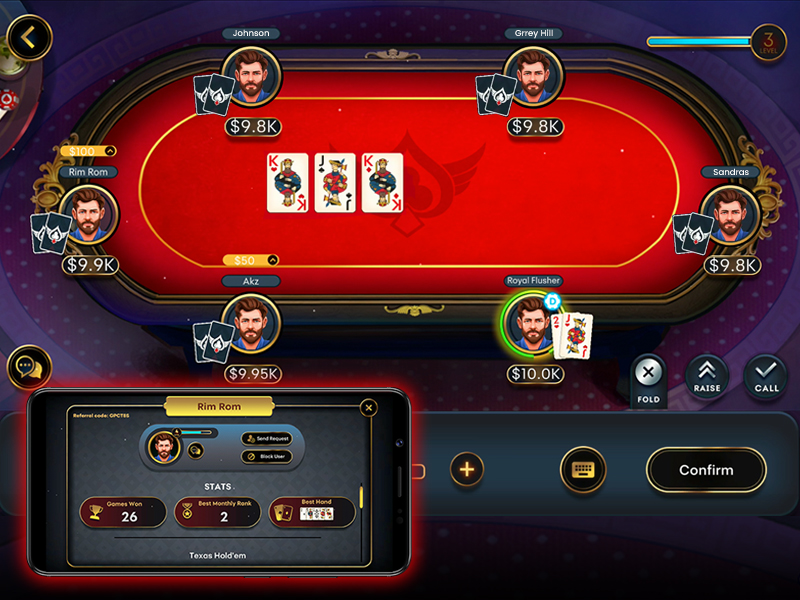 Johnson
$9.8K
Grrey Hill
$9.8K
3
LEVEL
$100
Rim Rom
$9.9K
K
K
J
J
K
K
Sandras
$9.8K
$50
Akz
$9.95K
Royal Flusher
D
2
J
$10.0K
FOLD
RAISE
CALL
Confirm
Rim Rom
Referral code: GPCT8S
Send Request
Block User
STATS
Games Won
26
Best Monthly Rank
2
Best Hand
Texas Hold'em